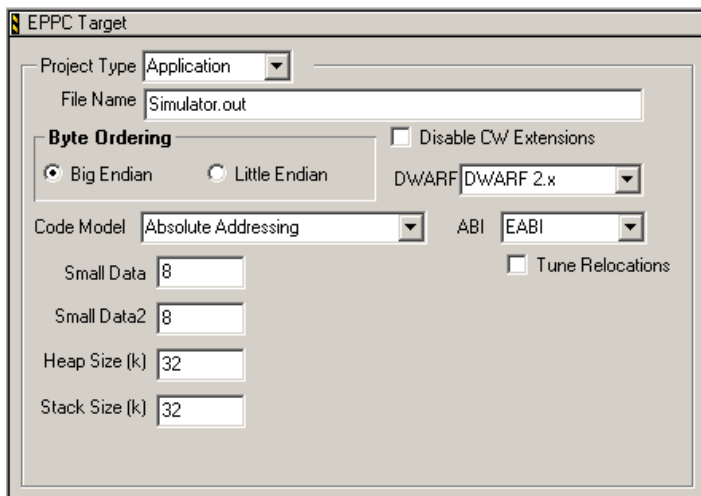 EPPC Target
Project Type Application
File Name Simulator.out
Byte Ordering Disable CW Extensions
Big Endian Little Endian DWARF DWARF 2.x
Code Model Absolute Addressing ABI EABI
Small Data 8 Tune Relocations
Small Data2 8
Heap Size (k) 32
Stack Size (k) 32